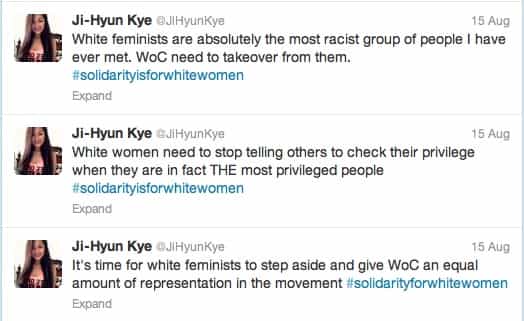 Ji-Hyun Kye @JiHyunKye 15 Aug
White feminists are absolutely the most racist group of people I have
ever met. WoC need to takeover from them.
#solidarityisforwhitewomen
Expand
Ji-Hyun Kye @JiHyunKye 15 Aug
White women need to stop telling others to check their privilege
when they are in fact THE most privileged people
#solidarityisforwhitewomen
Expand
Ji-Hyun Kye @JiHyunKye 15 Aug
It's time for white feminists to step aside and give WoC an equal
amount of representation in the movement #solidarityforwhitewomen
Expand